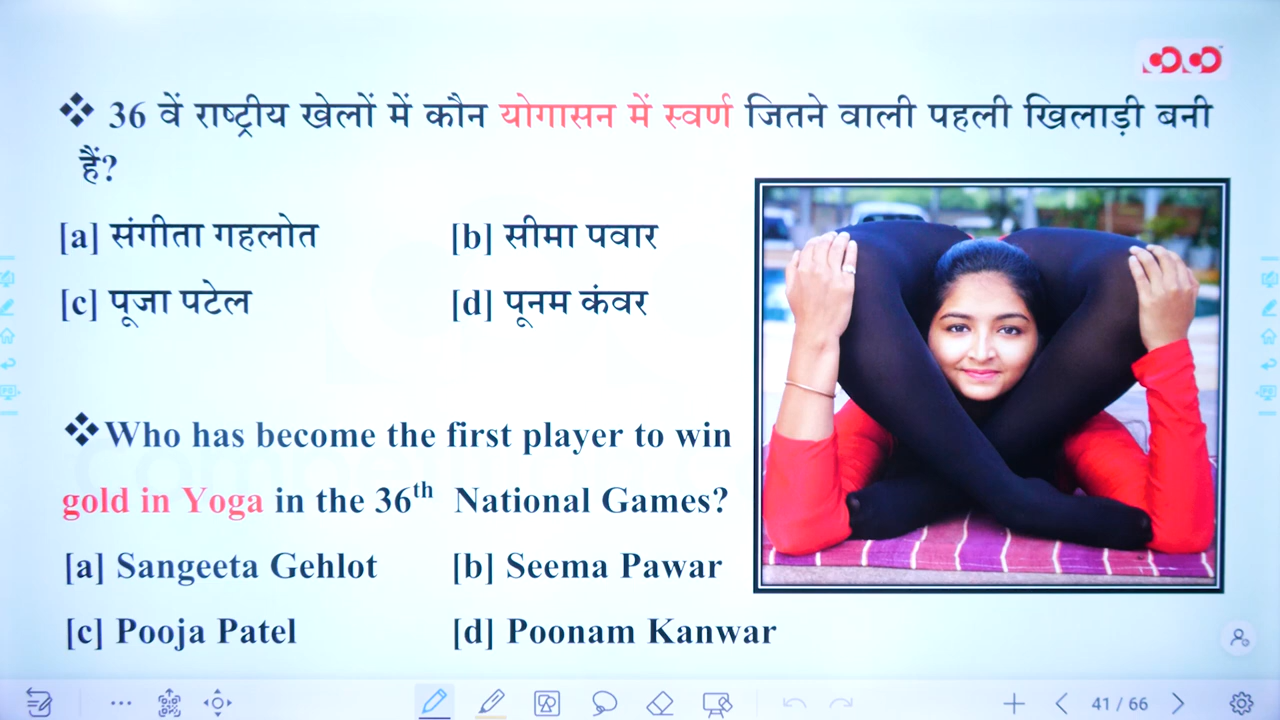 ❖ 36 वें राष्ट्रीय खेलों में कौन योगासन में स्वर्ण जितने वाली पहली खिलाड़ी बनी
हैं?
[a] संगीता गहलोत [b] सीमा पवार
[c] पूजा पटेल [d] पूनम कंवर
❖Who has become the first player to win
gold in Yoga in the 36th National Games?
[a] Sangeeta Gehlot [b] Seema Pawar
[c] Pooja Patel [d] Poonam Kanwar
41 / 66